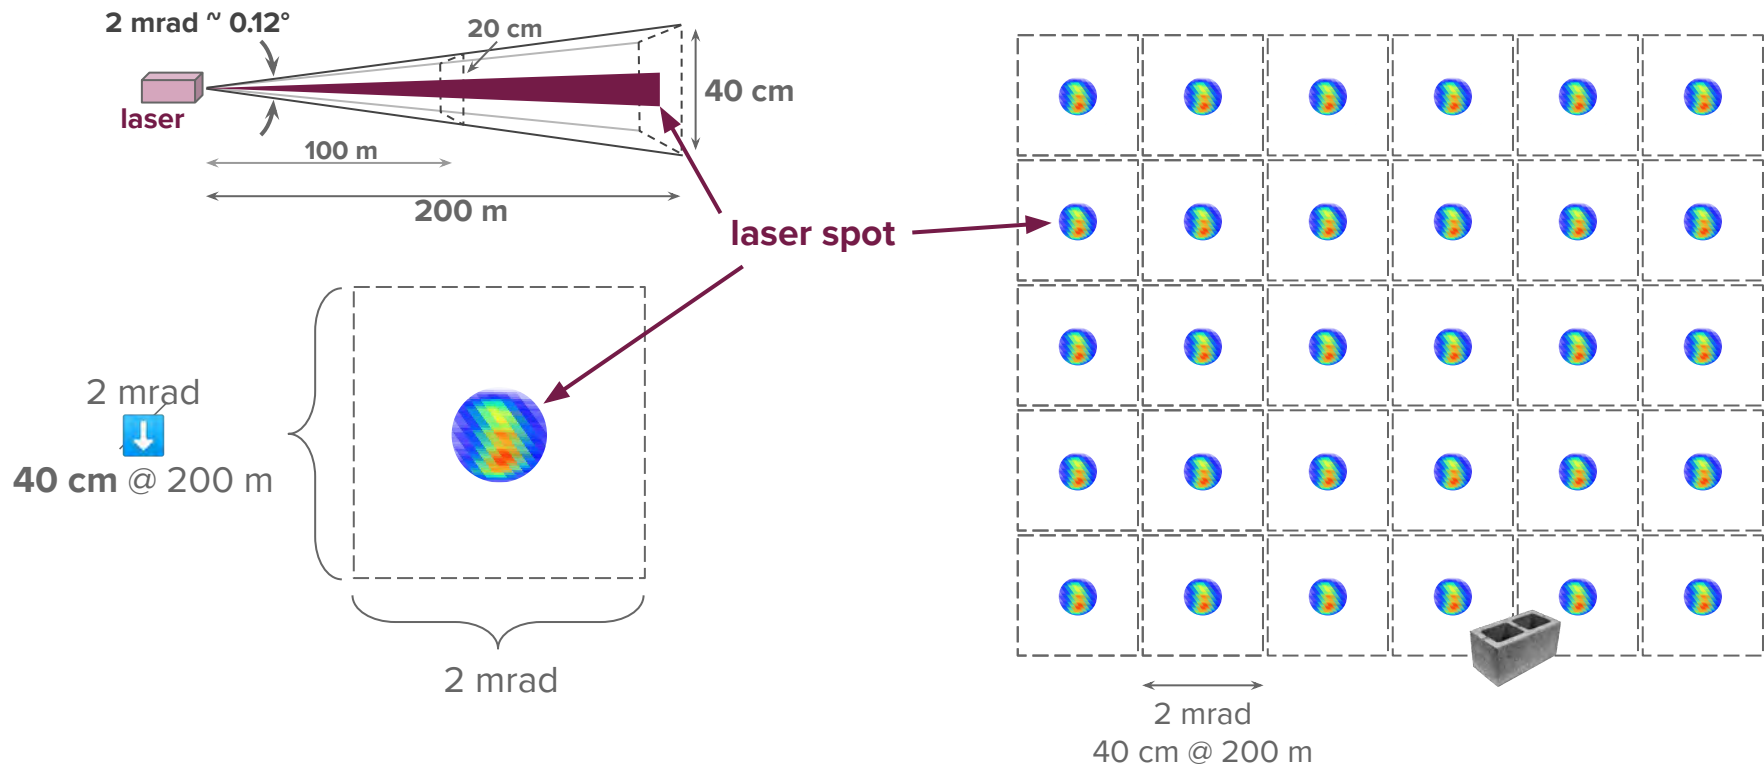 2 mrad ~ 0.12°
20 cm
40 cm
laser
100 m
200 m
laser spot
2 mrad
40 cm @ 200 m
2 mrad
2 mrad
40 cm @ 200 m